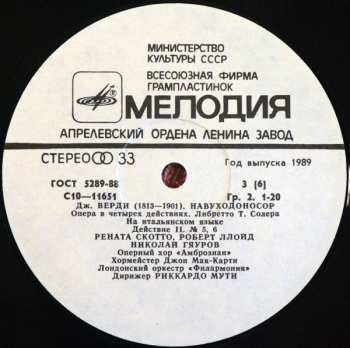 МИНИСТЕРСТВО
КУЛЬТУРЫ СССР
ВСЕСОЮЗНАЯ ФИРМА
ГРАМПЛАСТИНОК
МЕЛОДИЯ
АПРЕЛЕВСКИЙ ОРДЕНА ЛЕНИНА ЗАВОД
СТЕРЕО 33
Год выпуска 1989
ГОСТ 5289-88
3 [6]
С10—11651
Гр. 2. 1-20
Дж. ВЕРДИ (1813—1901). НАВУХОДОНОСОР
Опера в четырех действиях. Либретто Т. Солера
На итальянском языке
Действие II. № 5, 6
РЕНАТА СКОТТО, РОБЕРТ ЛЛОЙД
НИКОЛАЙ ГЯУРОВ
Оперный хор «Амброзиан»
Хормейстер Джон Мак-Карти
Лондонский оркестр «Филармония»
Дирижер РИККАРДО МУТИ